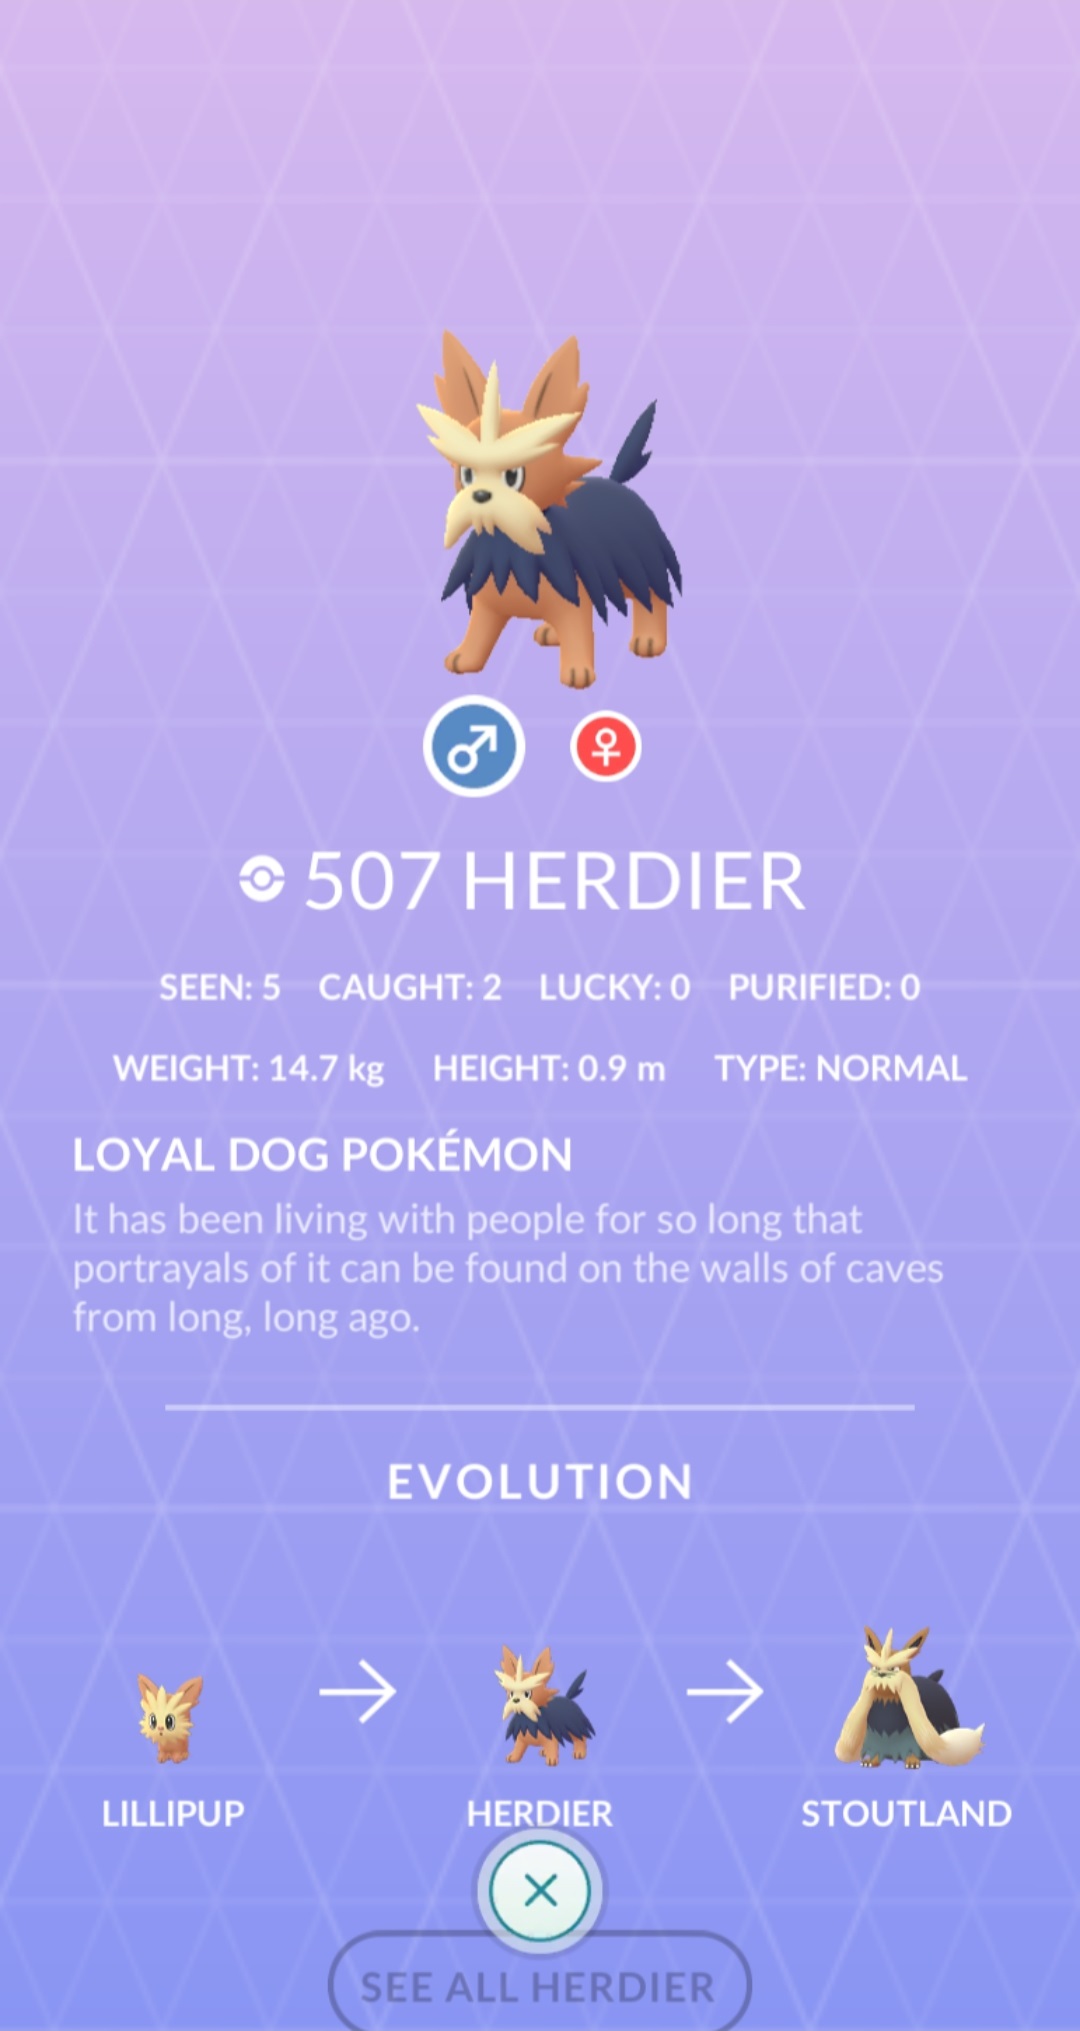 507 HERDIER
SEEN: 5 CAUGHT: 2 LUCKY: 0 PURIFIED: 0
WEIGHT: 14.7 kg HEIGHT: 0.9 m TYPE: NORMAL
LOYAL DOG POKÉMON
It has been living with people for so long that
portrayals of it can be found on the walls of caves
from long, long ago.
EVOLUTION
LILLIPUP HERDIER STOUTLAND
SEE ALL HERDIER